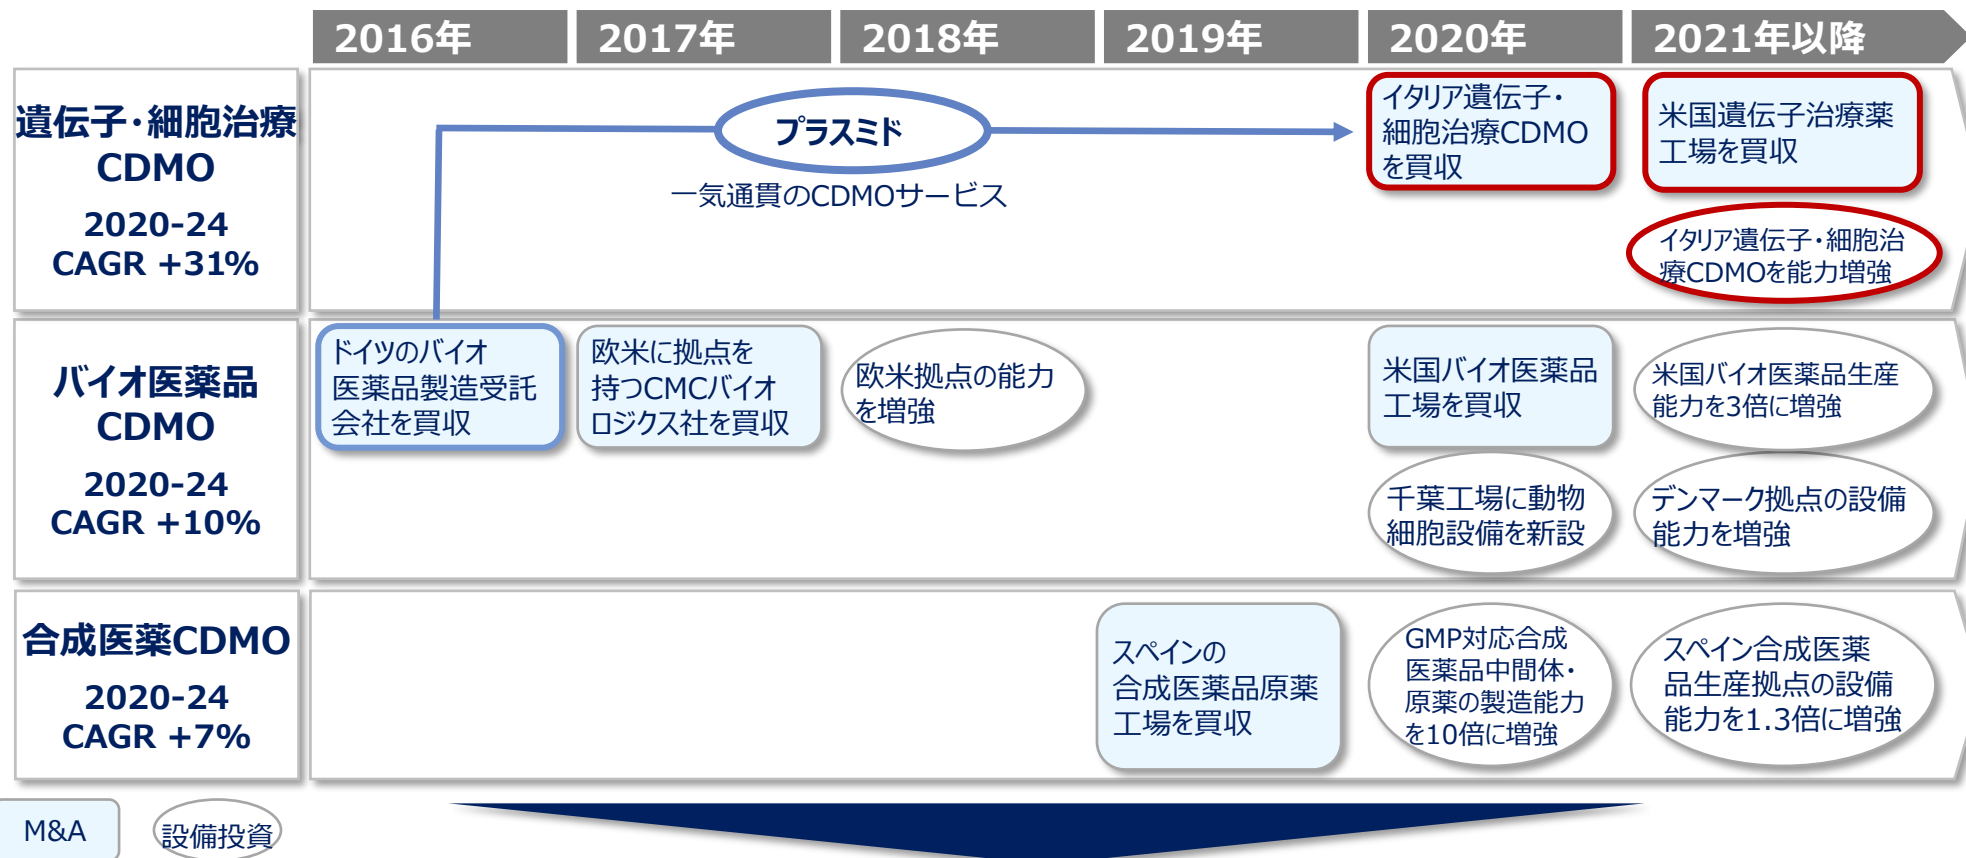 2016年
2017年
2018年
2019年
2020年
2021年以降
遺伝子・細胞治療
CDMO
2020-24
CAGR +31%
プラスミド
一気通貫のCDMOサービス
イタリア遺伝子・
細胞治療CDMO
を買収
米国遺伝子治療薬
工場を買収
イタリア遺伝子・細胞治
療CDMOを能力増強
バイオ医薬品
CDMO
2020-24
CAGR +10%
ドイツのバイオ
医薬品製造受託
会社を買収
欧米に拠点を
持つCMCバイオ
ロジクス社を買収
欧米拠点の能力
を増強
米国バイオ医薬品
工場を買収
千葉工場に動物
細胞設備を新設
米国バイオ医薬品生産
能力を3倍に増強
デンマーク拠点の設備
能力を増強
合成医薬CDMO
2020-24
CAGR +7%
スペインの
合成医薬品原薬
工場を買収
GMP対応合成
医薬品中間体・
原薬の製造能力
を10倍に増強
スペイン合成医薬
品生産拠点の設備
能力を1.3倍に増強
M&A
設備投資